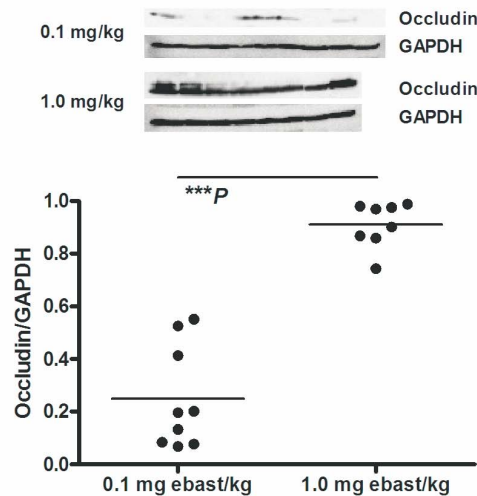 Occludin
0.1 mg/kg
GAPDH
Occludin
1.0 mg/kg
GAPDH
***P
1.0
0.8
0.6
0.4
0.2
0.0
Occludin/GAPDH
0.1 mg ebast/kg 1.0 mg ebast/kg